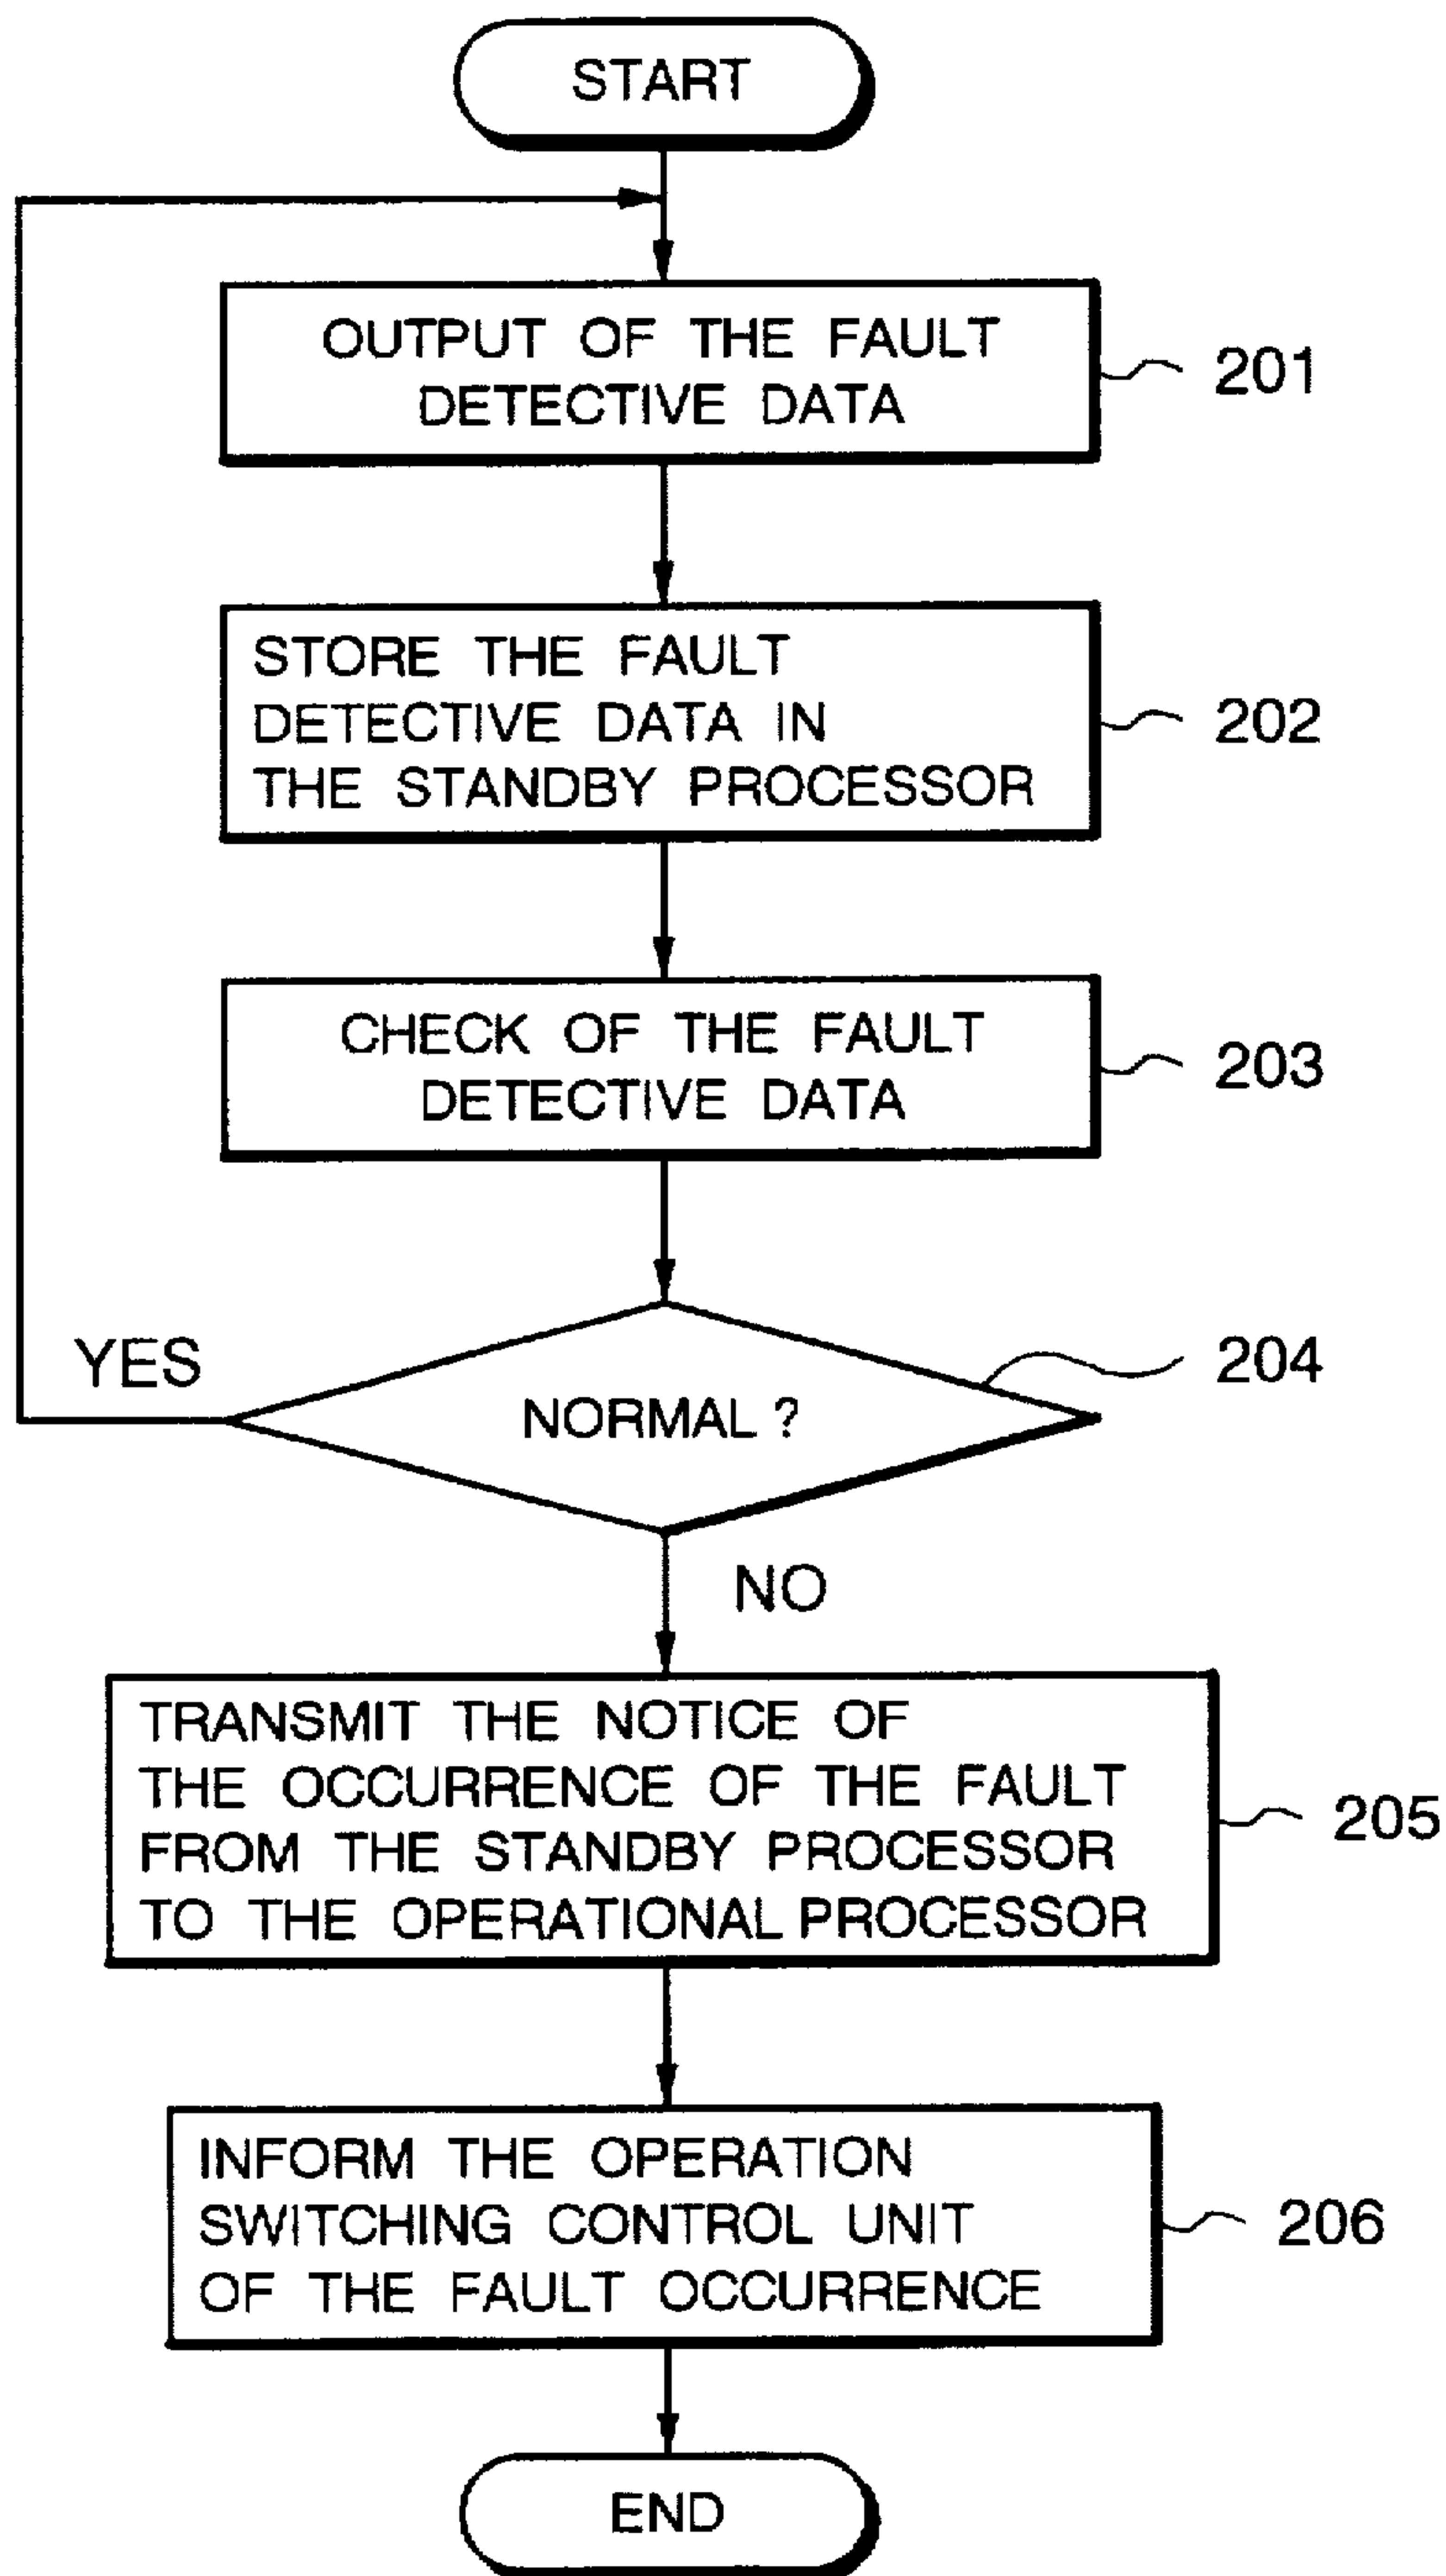 START
OUTPUT OF THE FAULT
DETECTIVE DATA
201
STORE THE FAULT
DETECTIVE DATA IN
THE STANDBY PROCESSOR
202
CHECK OF THE FAULT
DETECTIVE DATA
203
YES
NORMAL ?
204
NO
TRANSMIT THE NOTICE OF
THE OCCURRENCE OF THE FAULT
FROM THE STANDBY PROCESSOR
TO THE OPERATIONAL PROCESSOR
205
INFORM THE OPERATION
SWITCHING CONTROL UNIT
OF THE FAULT OCCURRENCE
206
END